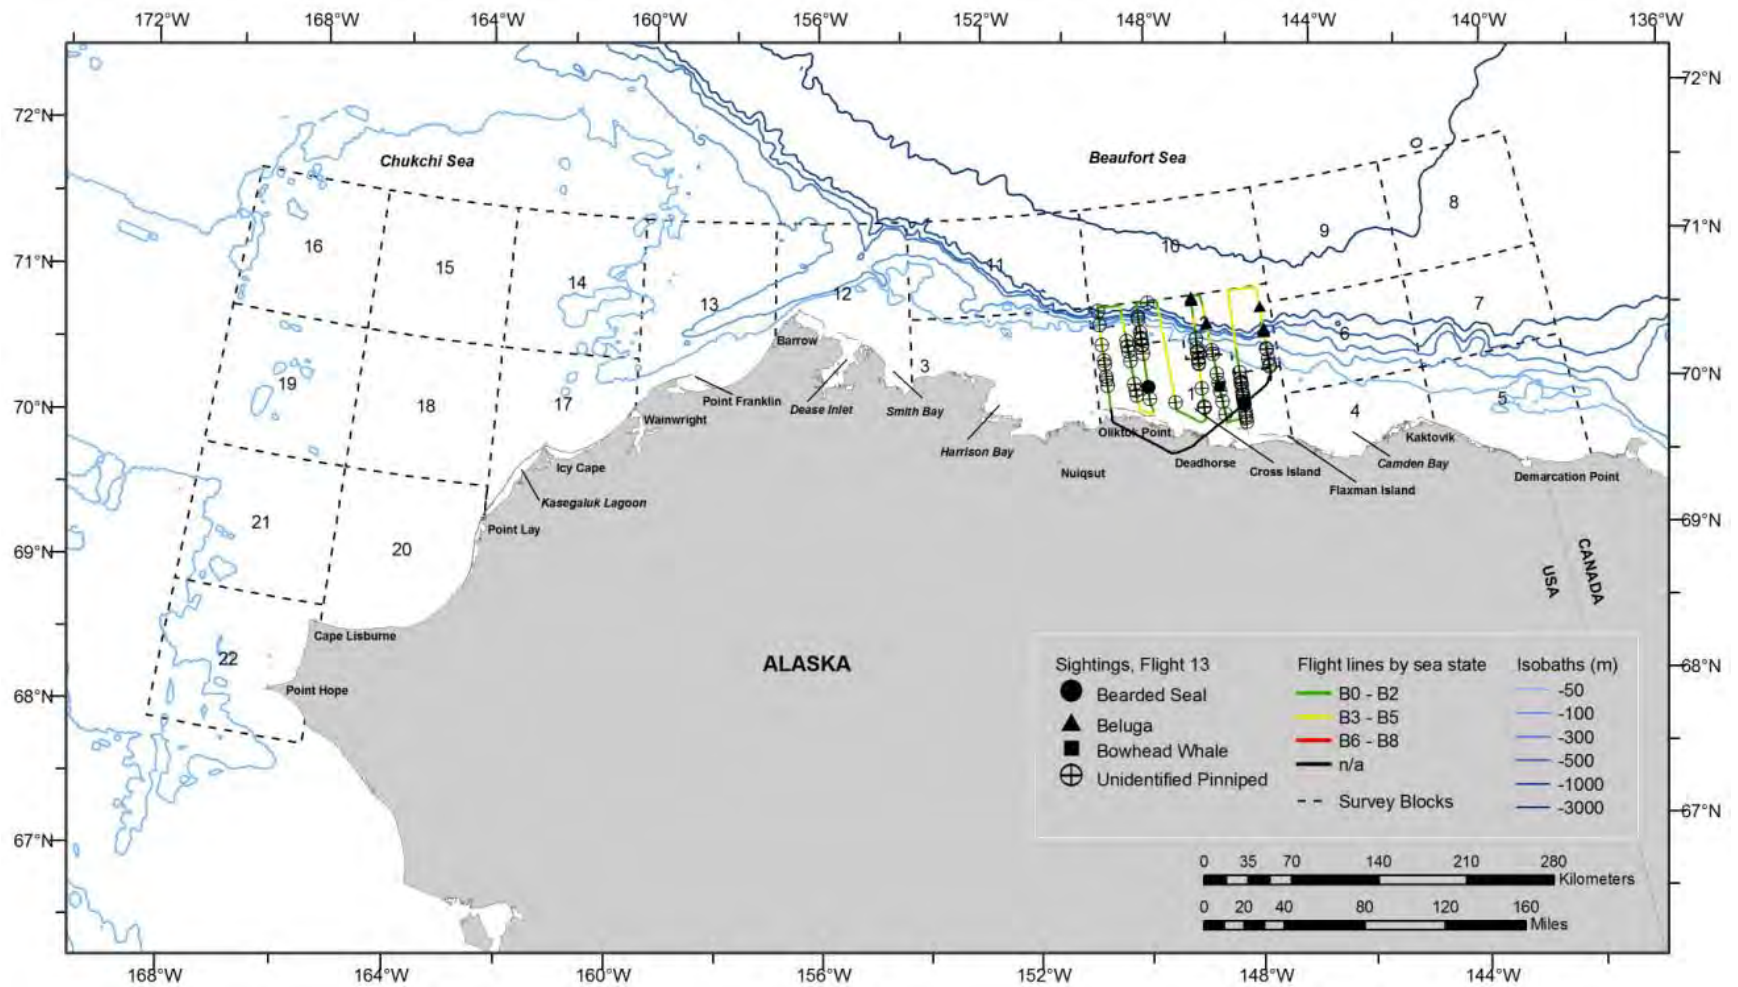 172°W 168°W 164°W 160°W 156°W 152°W 148°W 144°W 140°W 136°W
72°N 72°N
Chukchi Sea Beaufort Sea
0
8
9
16 10
71°N 71°N
15 11
14
12
13 7
6
Barrow
3 70°N
19 Point Franklin
1
70°N 18 17 Dease Inlet Smith Bay 4 5
Wainwright
Oliktok Point Kaktovik
Harrison Bay
Icy Cape Deadhorse Cross Island Camden Bay
Nuiqsut Demarcation Point
Flaxman Island
Kasegaluk Lagoon
21 69°N
Point Lay
69°N 20
CANADA
USA
Cape Lisburne
22 ALASKA
Point Hope
68°N 68°N
Sightings, Flight 13
Bearded Seal
Beluga
Bowhead Whale
Unidentified Pinniped
Flight lines by sea state
B0 - B2
B3 - B5
B6 - B8
n/a
Survey Blocks
Isobaths (m)
-50
-100
-300
-500
-1000
-3000
67°N 67°N
0 35 70 140 210 280
Kilometers
0 20 40 80 120 160
Miles
168°W 164°W 160°W 156°W 152°W 148°W 144°W